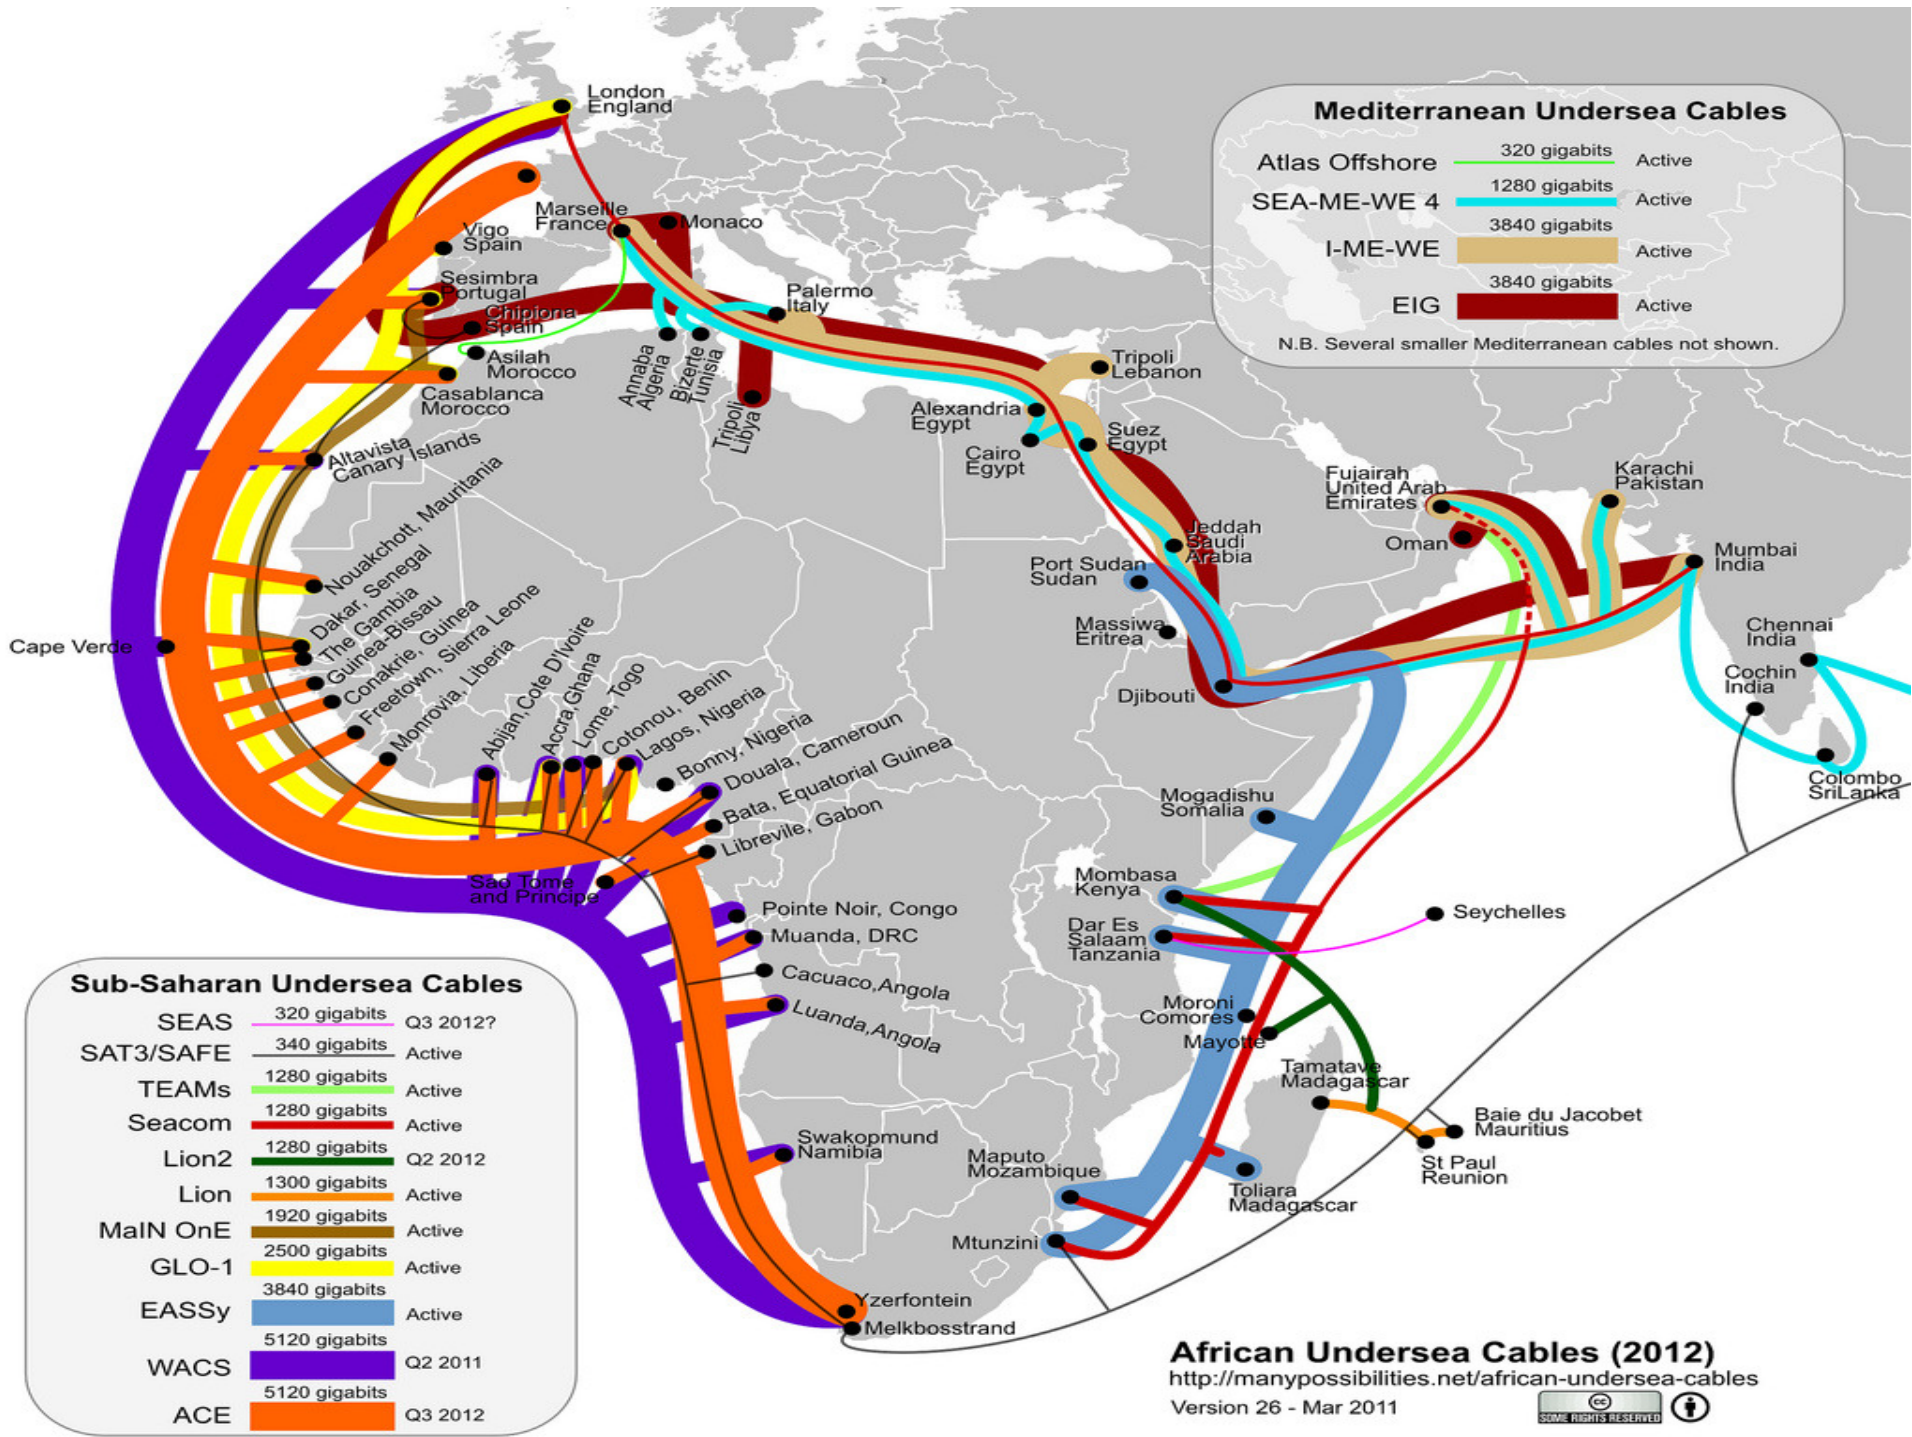 London
England
Marseille
France
Monaco
Vigo
Spain
Sesimbra
Portugal
Chipiona
Spain
Palermo
Italy
Asilah
Morocco
Casablanca
Morocco
Annaba
Algeria
Bizerte
Tunisia
Tripoli
Libya
Tripoli
Lebanon
Alexandria
Egypt
Cairo
Egypt
Suez
Egypt
Altavista
Canary Islands
Nouakchott, Mauritania
Dakar, Senegal
The Gambia
Guinea-Bissau
Conakrie, Guinea
Freetown, Sierra Leone
Monrovia, Liberia
Cape Verde
Abijan,Cote D'Ivoire
Accra,Ghana
Lome,Togo
Cotonou, Benin
Lagos, Nigeria
Bonny, Nigeria
Douala, Cameroun
Bata, Equatorial Guinea
Librevile, Gabon
Sao Tome
and Principe
Pointe Noir, Congo
Muanda, DRC
Cacuaco,Angola
Luanda,Angola
Swakopmund
Namibia
Yzerfontein
Melkbosstrand
Fujairah
United Arab
Emirates
Oman
Karachi
Pakistan
Mumbai
India
Chennai
India
Cochin
India
Colombo
SriLanka
Jeddah
Saudi
Arabia
Port Sudan
Sudan
Massiwa
Eritrea
Djibouti
Mogadishu
Somalia
Mombasa
Kenya
Dar Es
Salaam
Tanzania
Seychelles
Moroni
Comores
Mayotte
Tamatave
Madagascar
Baie du Jacobet
Mauritius
St Paul
Reunion
Toliara
Madagascar
Maputo
Mozambique
Mtunzini
Mediterranean Undersea Cables
Atlas Offshore 320 gigabits Active
SEA-ME-WE 4 1280 gigabits Active
I-ME-WE 3840 gigabits Active
EIG 3840 gigabits Active
N.B. Several smaller Mediterranean cables not shown.
Sub-Saharan Undersea Cables
SEAS 320 gigabits Q3 2012?
SAT3/SAFE 340 gigabits Active
TEAMs 1280 gigabits Active
Seacom 1280 gigabits Active
Lion2 1280 gigabits Q2 2012
Lion 1300 gigabits Active
MaIN OnE 1920 gigabits Active
GLO-1 2500 gigabits Active
EASSy 3840 gigabits Active
WACS 5120 gigabits Q2 2011
ACE 5120 gigabits Q3 2012
African Undersea Cables (2012)
http://manypossibilities.net/african-undersea-cables
Version 26 - Mar 2011
cc
SOME RIGHTS RESERVED